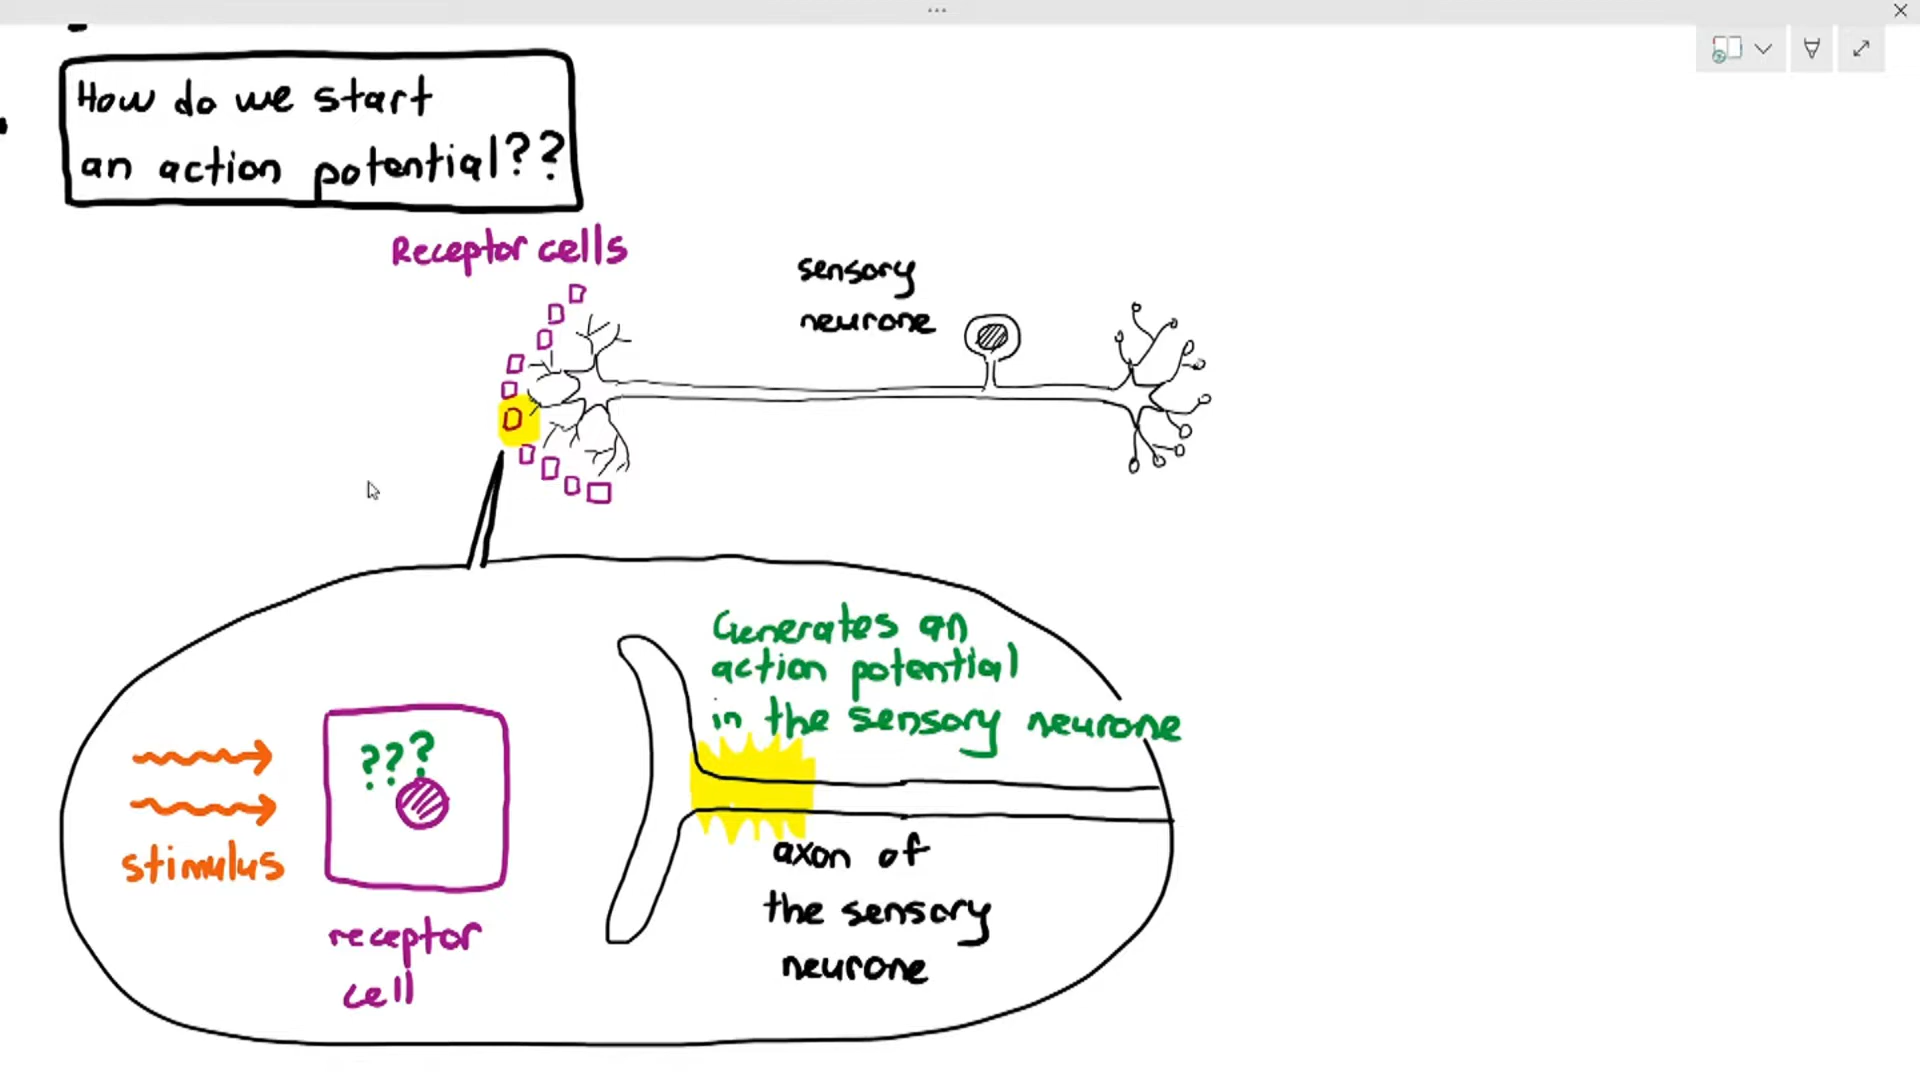 How do we start
an action potential??
Receptor cells
sensory
neurone
Generates an
action potential
in the sensory neurone
???
stimulus
receptor
cell
axon of
the sensory
neurone